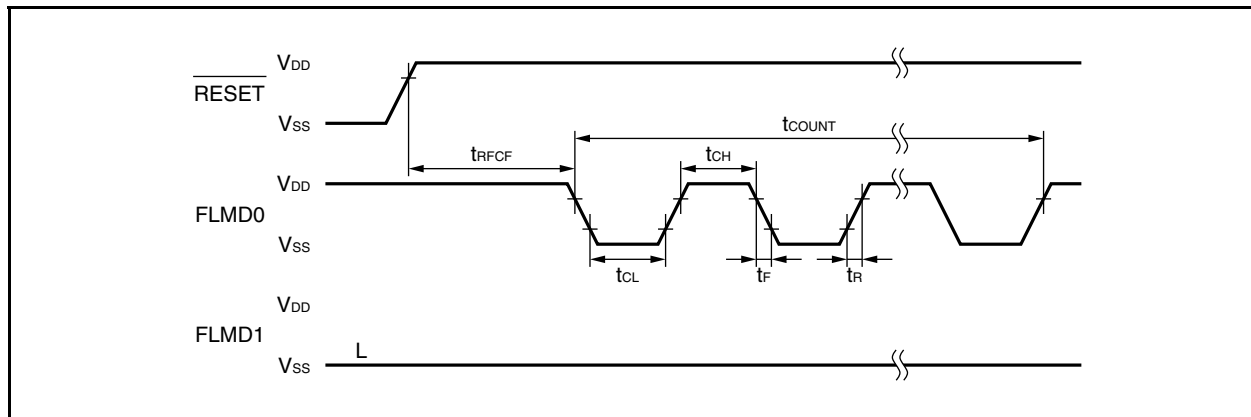 VDD
RESET
VSS
tCOUNT
tRFCF
tCH
VDD
FLMD0
VSS
tCL
tF
tR
VDD
FLMD1
L
VSS